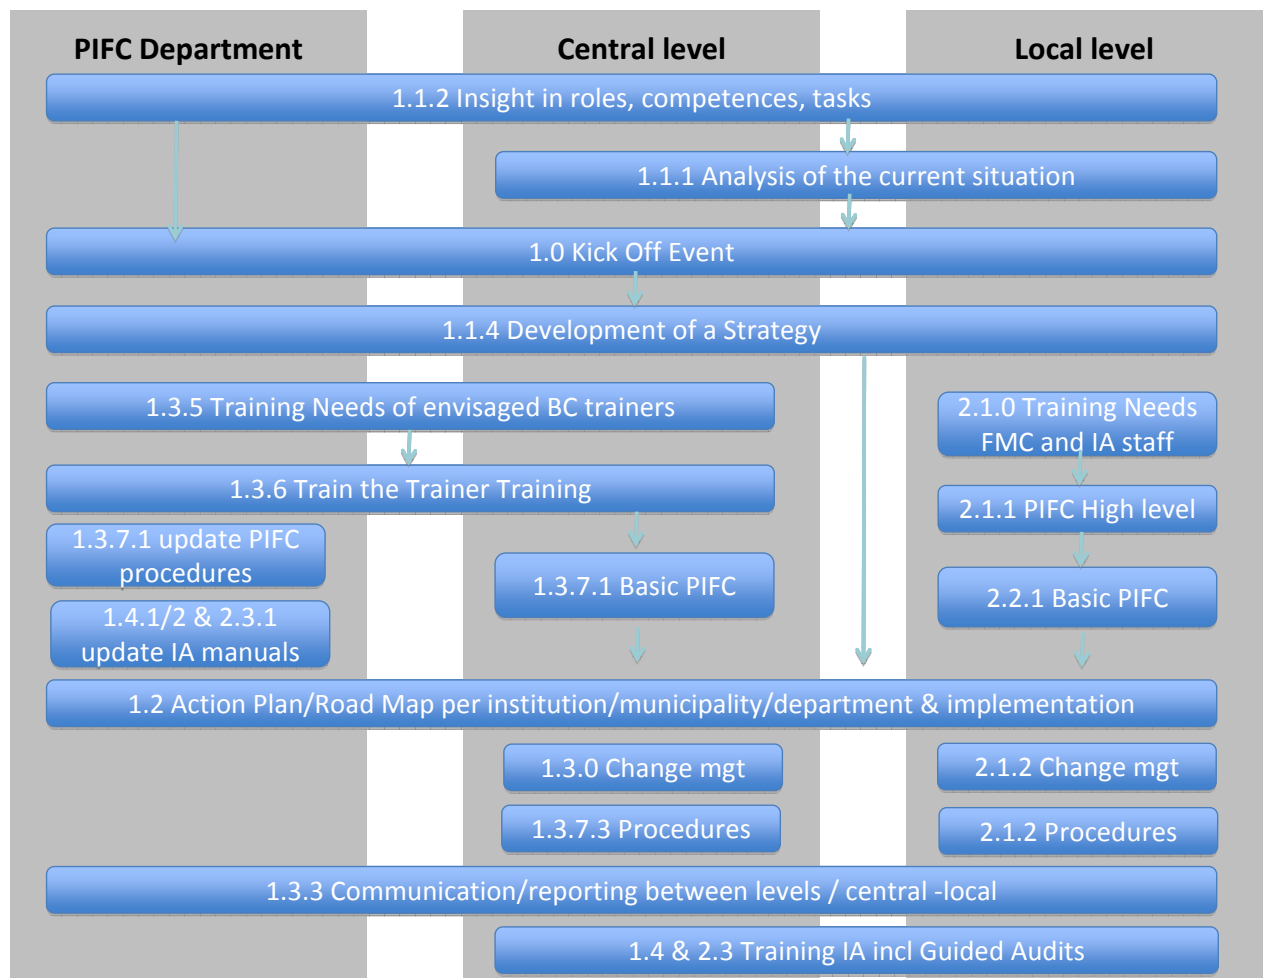 PIFC Department
Central level
Local level
1.1.2 Insight in roles, competences, tasks
1.1.1 Analysis of the current situation
1.0 Kick Off Event
1.1.4 Development of a Strategy
1.3.5 Training Needs of envisaged BC trainers
2.1.0 Training Needs
FMC and IA staff
1.3.6 Train the Trainer Training
2.1.1 PIFC High level
1.3.7.1 update PIFC
procedures
1.3.7.1 Basic PIFC
2.2.1 Basic PIFC
1.4.1/2 & 2.3.1
update IA manuals
1.2 Action Plan/Road Map per institution/municipality/department & implementation
1.3.0 Change mgt
2.1.2 Change mgt
1.3.7.3 Procedures
2.1.2 Procedures
1.3.3 Communication/reporting between levels / central -local
1.4 & 2.3 Training IA incl Guided Audits